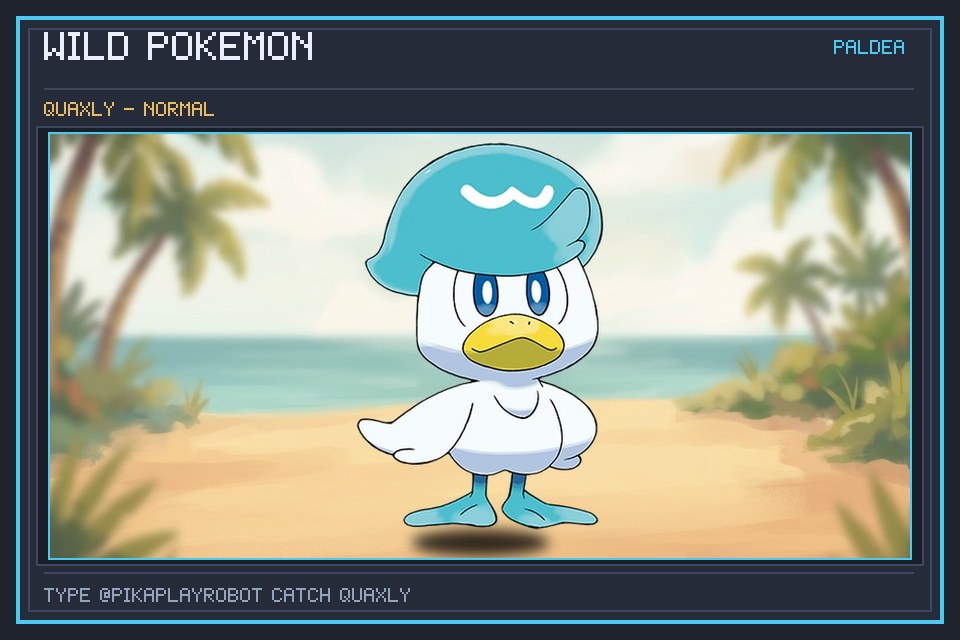 WILD POKEMON
PALDEA
QUAXLY - NORMAL
TYPE @PIKAPLAYROBOT CATCH QUAXLY